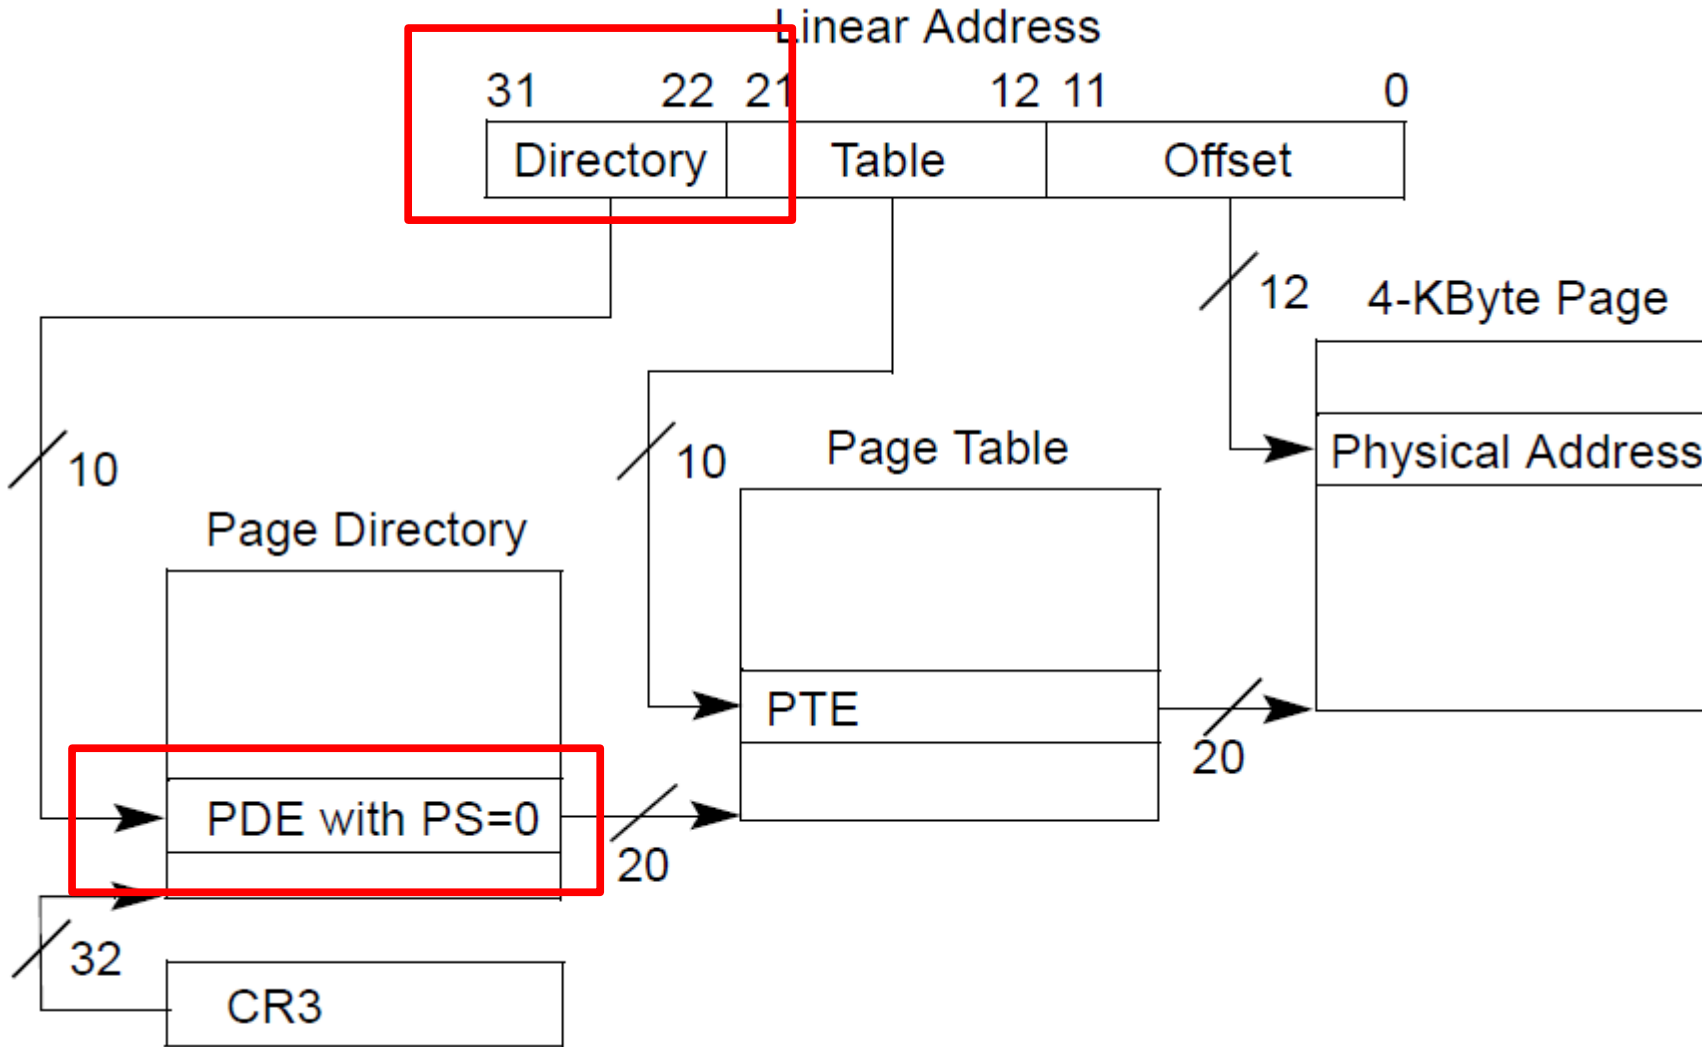 Linear Address
31 22 21 12 11 0
Directory Table Offset
12
4-KByte Page
10
10
Page Table
Physical Address
Page Directory
PTE
20
PDE with PS=0
20
32
CR3